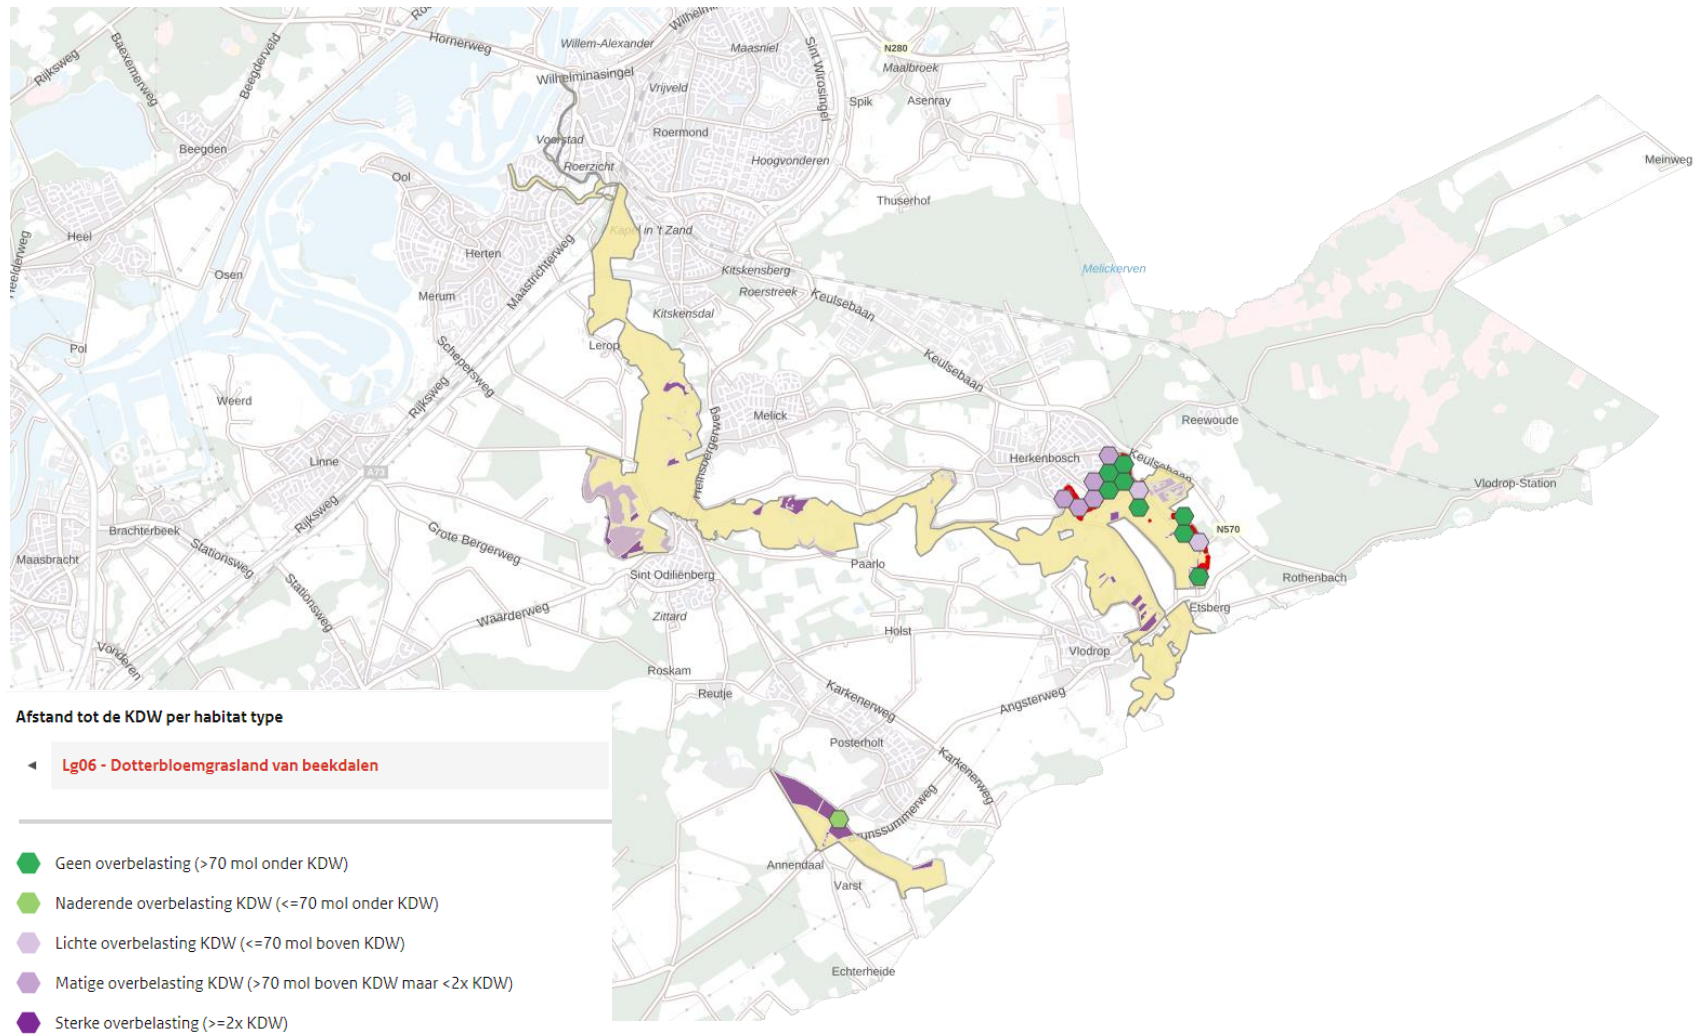 Hornerweg
Willem-Alexander
Maasniel
Wilhelminasingel
Sint Wirosingel
N280
Maalbroek
Rijksweg
Baexemerweg
Beegderveld
Vrijveld
Spik
Asenray
Roermond
Voorstad
Beegden
Roerzicht
Hoogvonderen
Meinweg
Ool
Thuserhof
Heel
Kapel in 't Zand
Herten
Maastrichterweg
Osen
Kitskensberg
Melickerven
Merum
Roerstreek
Keulsebaan
Kitskensdal
Pol
Lerop
Scheperswieg
Keulsebaan
Rijksweg
Weerd
Melick
Reewoude
Heinsbergerweg
Linne
A73
Herkenbosch
Keulsebaan
Vlodrop-Station
Rijksweg
Brachterbeek
Stationsweg
Grote Bergerweg
N570
Maasbracht
Paarlo
Sint Odiliënberg
Rothenbach
Stationsweg
Waarderweg
Zittard
Etsberg
Holst
Vonderen
Vlodrop
Roskam
Reutje
Karkenerweg
Angsterweg
Posterholt
Karkenerweg
Annendaal
Varst
Echterheide
Afstand tot de KDW per habitat type
Lg06 - Dotterbloemgrasland van beekdalen
Geen overbelasting (>70 mol onder KDW)
Naderende overbelasting KDW (<=70 mol onder KDW)
Lichte overbelasting KDW (<=70 mol boven KDW)
Matige overbelasting KDW (>70 mol boven KDW maar <2x KDW)
Sterke overbelasting (>=2x KDW)